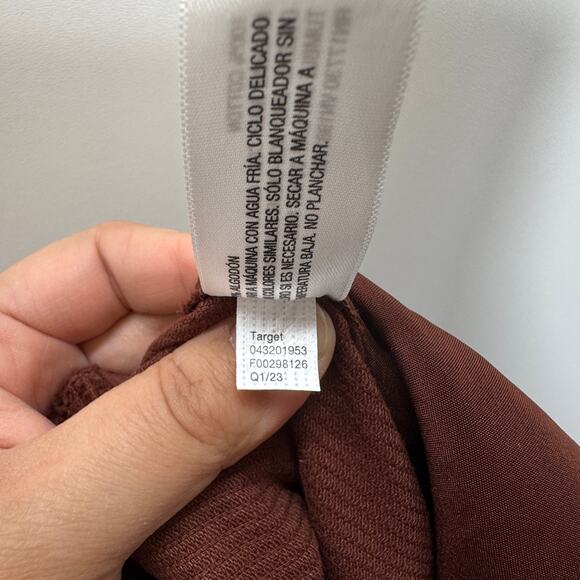 ALGODÓN
A MÁQUINA CON AGUA FRÍA. CICLO DELICADO
COLORES SIMILARES. SÓLO BLANQUEADOR SIN
SI ES NECESARIO. SECAR A MÁQUINA A
BAJA. NO PLANCHAR.
Target
043201953
F00298126
Q1/23